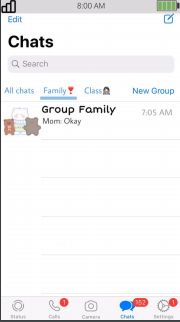 8:00 AM
Edit
Chats
Search
All chats Family❣️ Class👩🏻‍🎓 New Group
Group Family 7:05 AM
Mom: Okay
1 152 1
Status Calls Camera Chats Settings